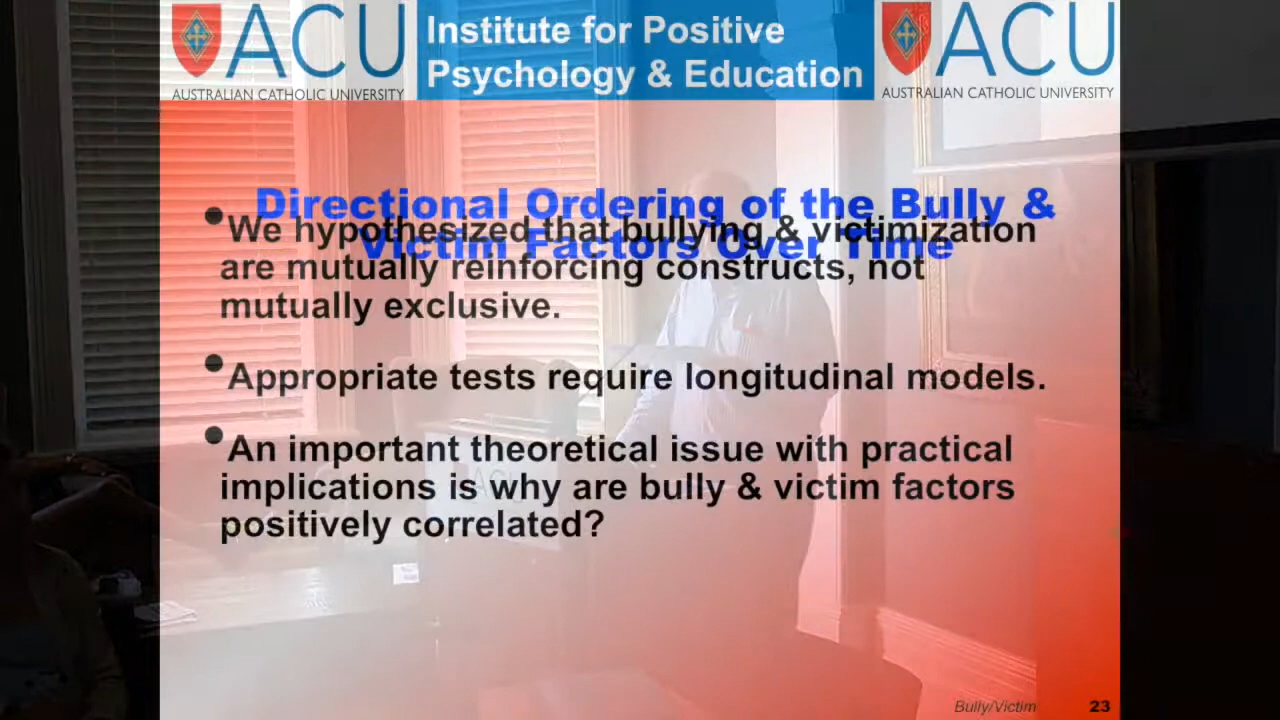 ACU
AUSTRALIAN CATHOLIC UNIVERSITY
Institute for Positive
Psychology & Education
ACU
AUSTRALIAN CATHOLIC UNIVERSITY
Directional Ordering of the Bully &
Victim Factors Over Time
•We hypothesized that bullying & victimization
are mutually reinforcing constructs, not
mutually exclusive.
•Appropriate tests require longitudinal models.
•An important theoretical issue with practical
implications is why are bully & victim factors
positively correlated?
ACU
Bully/Victim
23